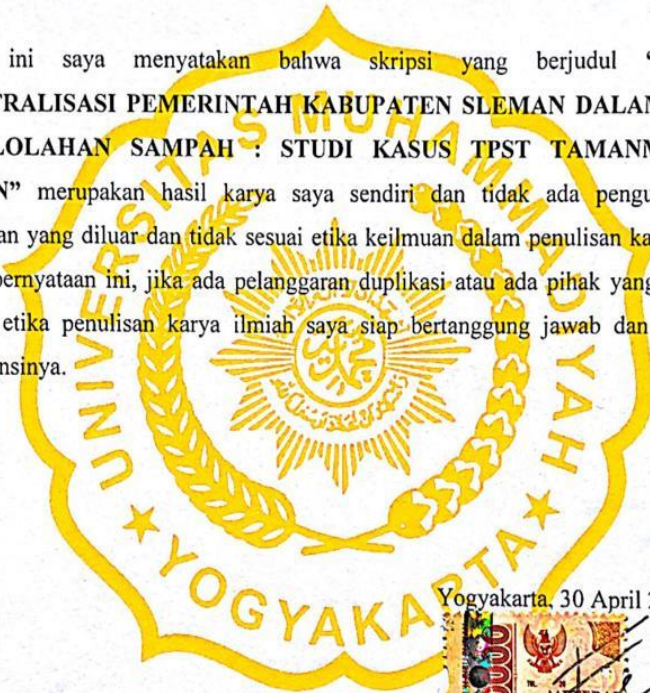 ini saya menyatakan bahwa skripsi yang berjudul “
TRALISASI PEMERINTAH KABUPATEN SLEMAN DALAM
LOLAHAN SAMPAH : STUDI KASUS TPST TAMANM
N” merupakan hasil karya saya sendiri dan tidak ada pengu
an yang diluar dan tidak sesuai etika keilmuan dalam penulisan ka
pernyataan ini, jika ada pelanggaran duplikasi atau ada pihak yang
etika penulisan karya ilmiah saya siap bertanggung jawab dan
nsinya.
UNIVERSITAS MUHAMMADIYAH
YOGYAKARTA
Yogyakarta, 30 April 2